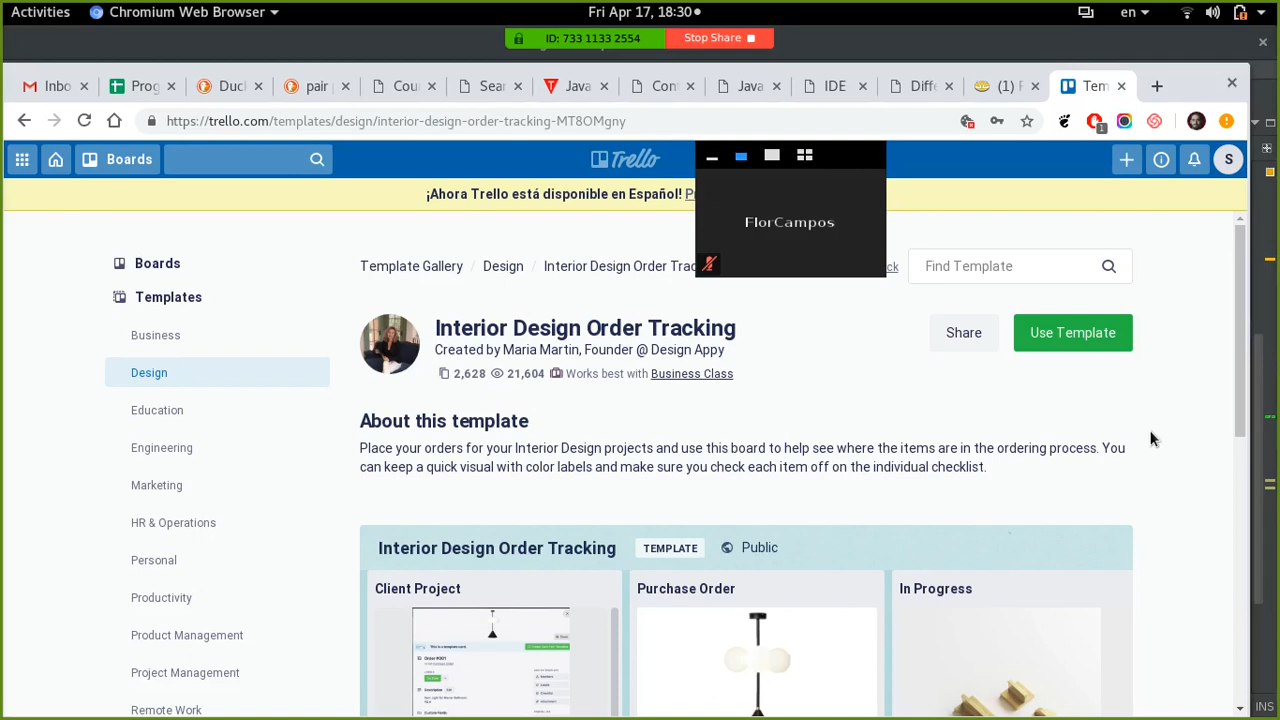 Activities Chromium Web Browser Fri Apr 17, 18:30 en
ID: 733 1133 2554 Stop Share
Inbo Prog Duc pair Cou Sear Java Con Java IDE Diffe (1) Tem
https://trello.com/templates/design/interior-design-order-tracking-MT8OMgny
1
Boards Trello S
¡Ahora Trello está disponible en Español!
FlorCampos
Boards
Templates
Business
Design
Education
Engineering
Marketing
HR & Operations
Personal
Productivity
Product Management
Project Management
Remote Work
Template Gallery / Design / Interior Design Order Trac ck
Find Template
Interior Design Order Tracking
Created by Maria Martin, Founder @ Design Appy
2,628 21,604 Works best with Business Class
Share Use Template
About this template
Place your orders for your Interior Design projects and use this board to help see where the items are in the ordering process. You
can keep a quick visual with color labels and make sure you check each item off on the individual checklist.
Interior Design Order Tracking TEMPLATE Public
Client Project Purchase Order In Progress
INS